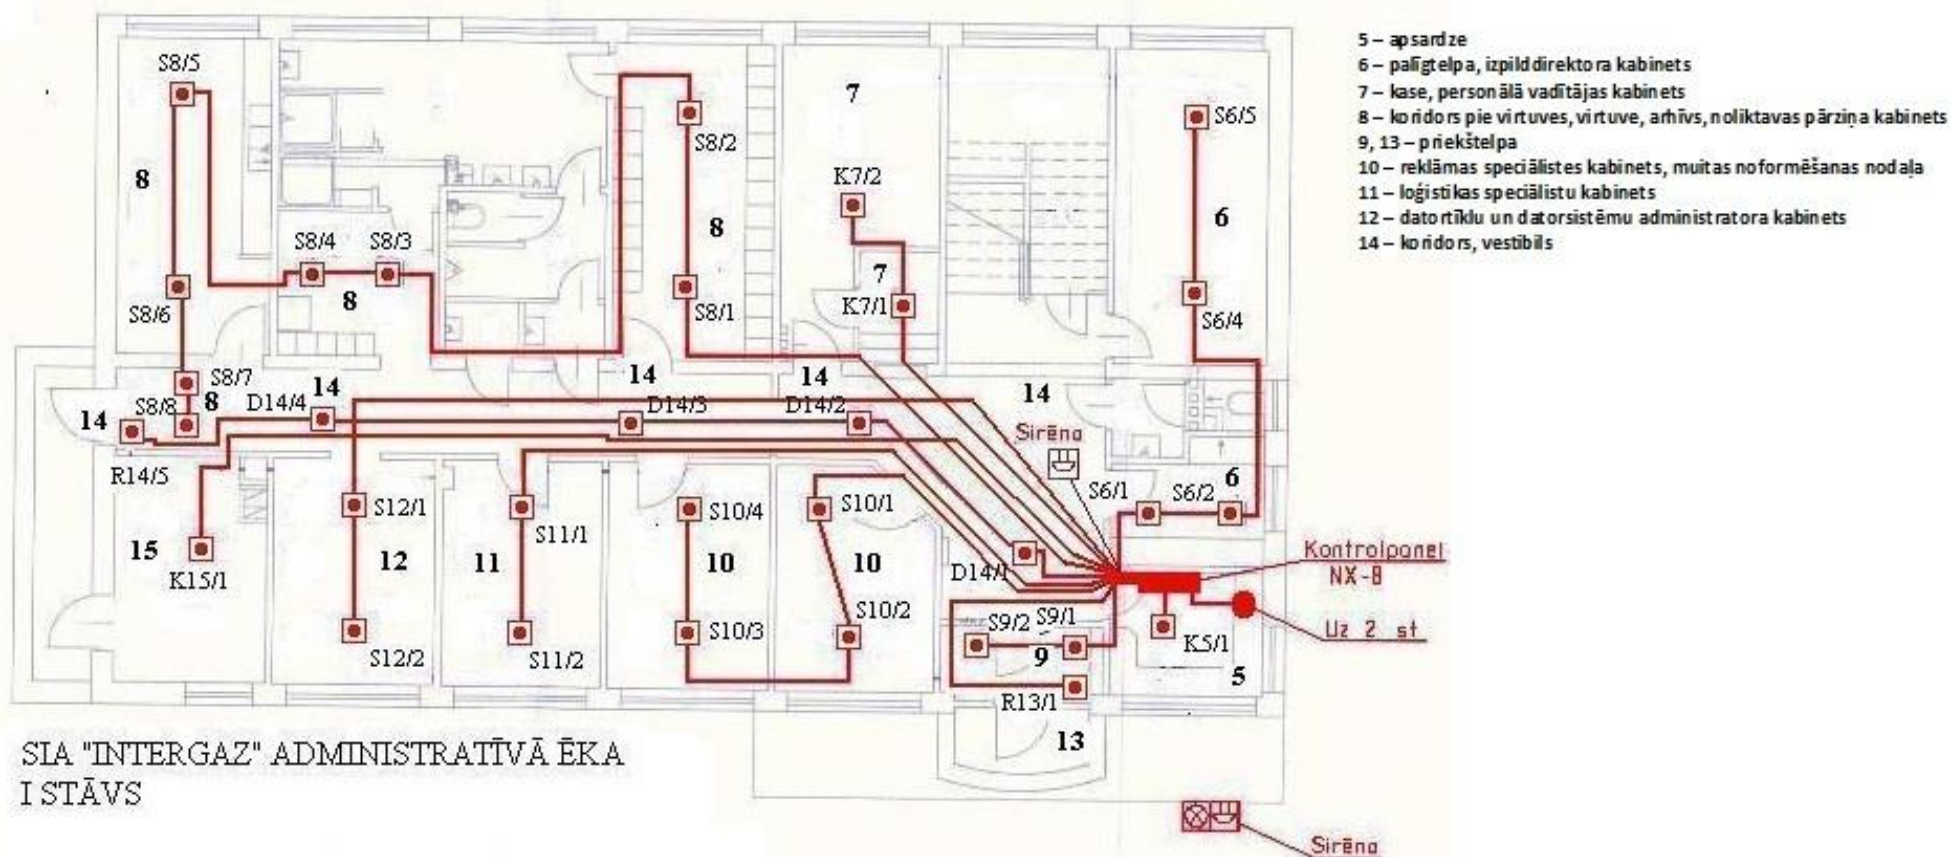 5 – apsardze
6 – palīgtelpa, izpilddirektora kabinets
7 – kase, personālā vadītājas kabinets
8 – koridors pie virtuves, virtuve, arhīvs, noliktavas pārziņa kabinets
9, 13 – priekštelpa
10 – reklāmas speciālistes kabinets, muitas noformēšanas nodaļa
11 – loģistikas speciālistu kabinets
12 – datortīklu un datorsistēmu administratora kabinets
14 – koridors, vestibils
S8/5
7
S8/2
S6/5
8
K7/2
6
S8/4 S8/3
8
7
8
S8/6
S8/1
K7/1
S6/4
S8/7
14
14
14
14
S8/8
8
D14/4
D14/3
D14/2
14
Sirēna
R14/5
S6/1
S6/2
6
S12/1
S11/1
S10/4
S10/1
15
12
11
10
10
K15/1
D14/1
Kontrolpanel
NX-8
S12/2
S11/2
S10/3
S10/2
S9/2
S9/1
9
K5/1
Uz 2 st
5
R13/1
13
SIA "INTERGAZ" ADMINISTRATĪVĀ ĒKA
I STĀVS
Sirēna